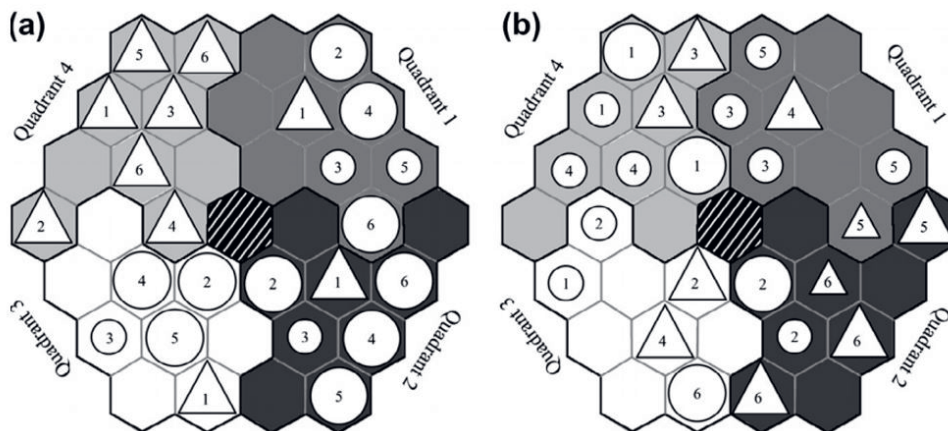 (a)
(b)
Quadrant 4
Quadrant 1
Quadrant 4
Quadrant 1
5 6 2
1 3 1 4
6 3 5
2 4 6
4 2 2 1 6
3 5 3 4
1 5
Quadrant 3
Quadrant 2
1 3 5
1 3 3 4
4 4 1 3 5
2 5 5
1 2 2 6
4 2 6
6 6
Quadrant 3
Quadrant 2